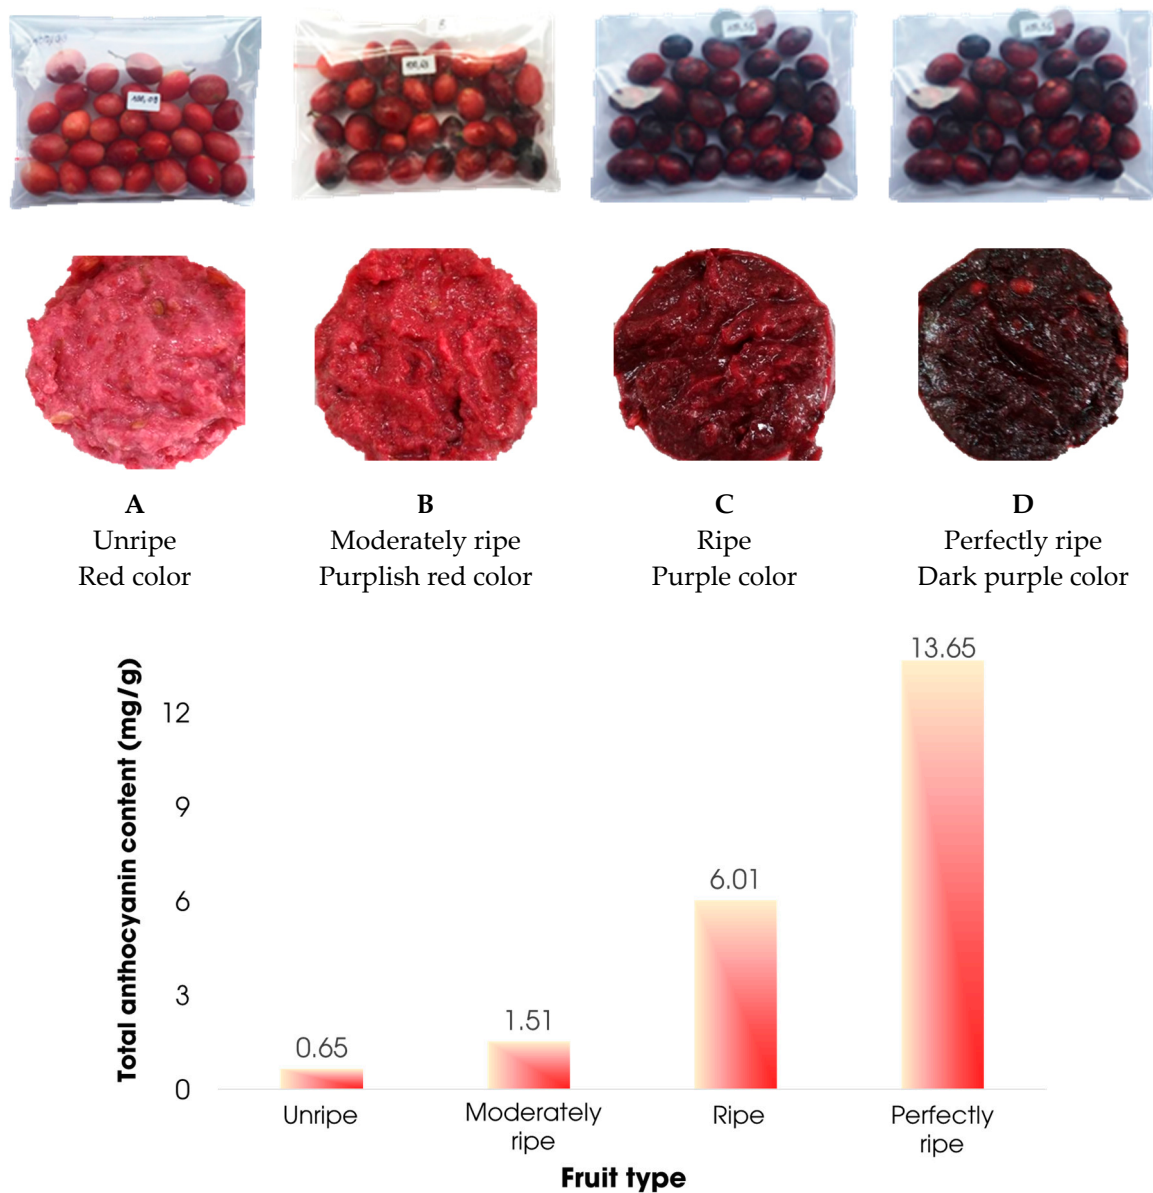 A
Unripe
Red color
B
Moderately ripe
Purplish red color
C
Ripe
Purple color
D
Perfectly ripe
Dark purple color
Total anthocyanin content (mg/g)
12
9
6
3
0
0.65
1.51
6.01
13.65
Unripe
Moderately
ripe
Ripe
Perfectly
ripe
Fruit type